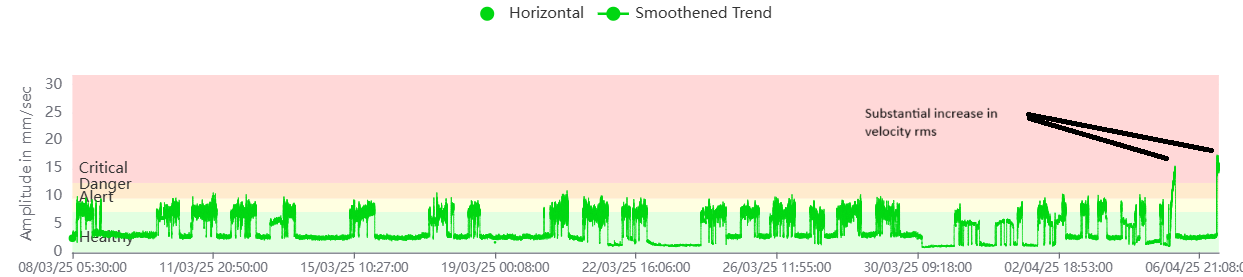 Horizontal
Smoothened Trend
Amplitude in mm/sec
30
25
20
15
10
5
0
Critical
Danger
Alert
Healthy
Substantial increase in
velocity rms
08/03/25 05:30:00 11/03/25 20:50:00 15/03/25 10:27:00 19/03/25 00:08:00 22/03/25 16:06:00 26/03/25 11:55:00 30/03/25 09:18:00 02/04/25 18:53:00 06/04/25 21:08: